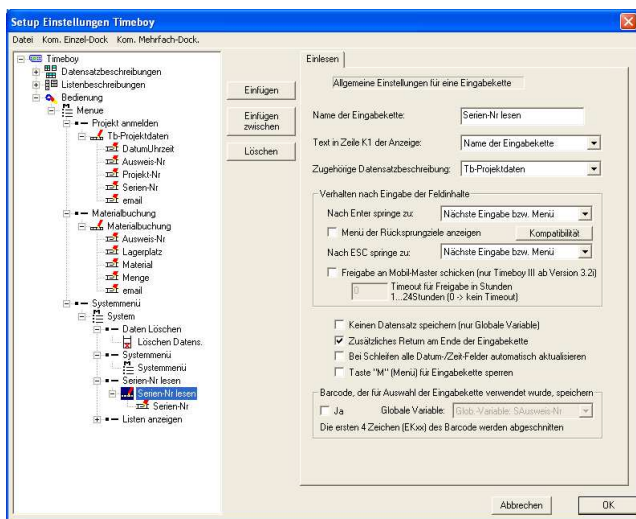 Setup Einstellungen Timeboy
Datei Kom. Einzel-Dock Kom. Mehrfach-Dock.
Timeboy
Datensatzbeschreibungen
Listenbeschreibungen
Bedienung
Menue
Projekt anmelden
Tb-Projektdaten
DatumUhrzeit
Ausweis-Nr
Projekt-Nr
Serien-Nr
email
Materialbuchung
Materialbuchung
Ausweis-Nr
Lagerplatz
Material
Menge
email
Systemmenü
System
Daten Löschen
Löschen Datens.
Systemmenü
Systemmenü
Serien-Nr lesen
Serien-Nr lesen
Serien-Nr
Listen anzeigen
Einfügen
Einfügen
zwischen
Löschen
Einlesen
Allgemeine Einstellungen für eine Eingabekette
Name der Eingabekette: Serien-Nr lesen
Text in Zeile K1 der Anzeige: Name der Eingabekette
Zugehörige Datensatzbeschreibung: Tb-Projektdaten
Verhalten nach Eingabe der Feldinhalte
Nach Enter springe zu: Nächste Eingabe bzw. Menü
Menü der Rücksprungziele anzeigen Kompatibilität
Nach ESC springe zu: Nächste Eingabe bzw. Menü
Freigabe an Mobil-Master schicken (nur Timeboy III ab Version 3.2i)
0 Timeout für Freigabe in Stunden
1...24Stunden (0 -> kein Timeout)
Keinen Datensatz speichern (nur Globale Variable)
Zusätzliches Return am Ende der Eingabekette
Bei Schleifen alle Datum-/Zeit-Felder automatisch aktualisieren
Taste "M" (Menü) für Eingabekette sperren
Barcode, der für Auswahl der Eingabekette verwendet wurde, speichern
Ja Globale Variable: Glob.-Variable: SAusweis-Nr
Die ersten 4 Zeichen (EKxx) des Barcode werden abgeschnitten
Abbrechen OK